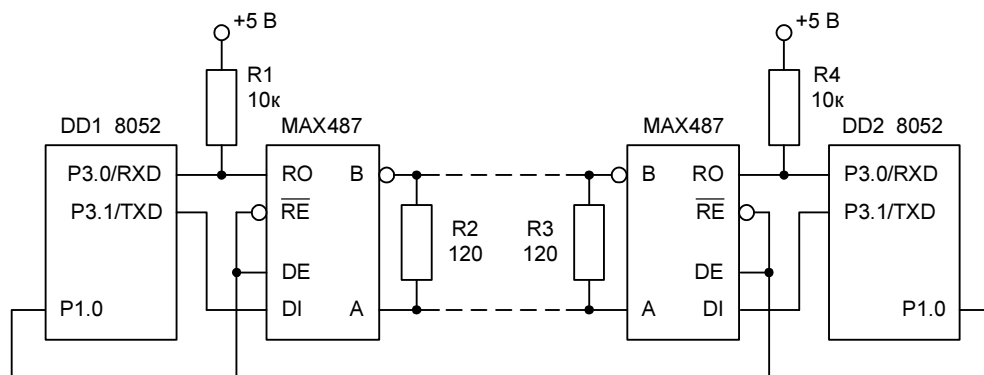 +5 В
+5 В
R1
10к
R4
10к
DD1 8052
MAX487
MAX487
DD2 8052
P3.0/RXD
RO
B
B
RO
P3.0/RXD
P3.1/TXD
RE
R2
120
R3
120
RE
P3.1/TXD
DE
DE
P1.0
DI
A
A
DI
P1.0